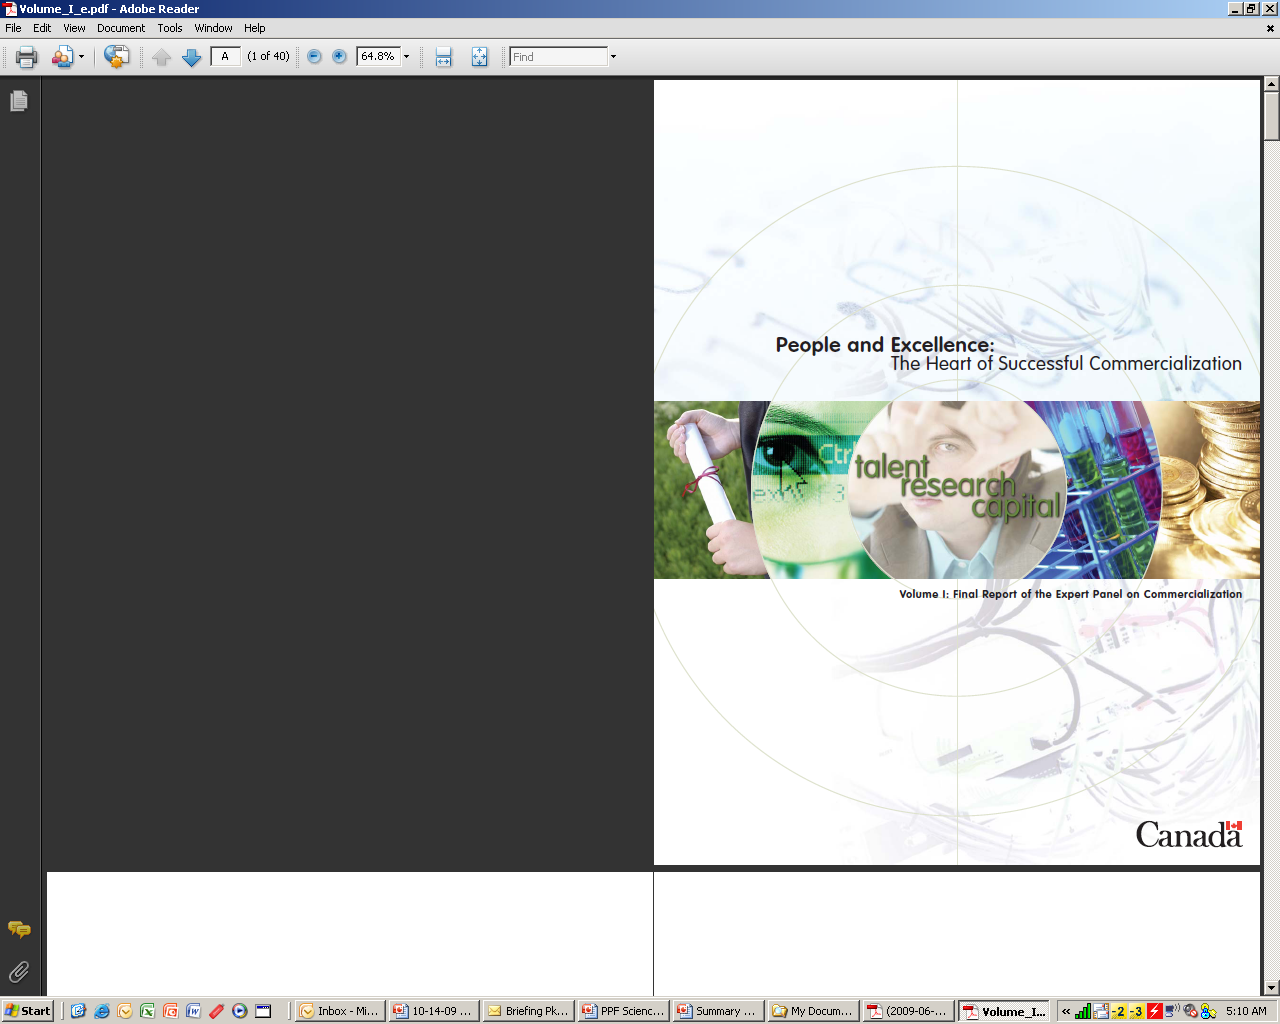 Volume_I_e.pdf - Adobe Reader
File Edit View Document Tools Window Help
A (1 of 40) 64.8% Find
People and Excellence:
The Heart of Successful Commercialization
Ctr
talent
research
capital
Volume I: Final Report of the Expert Panel on Commercialization
Canada
Start Inbox - Mi... 10-14-09 ... Briefing Pk... PPF Scienc... Summary ... My Docum... (2009-06-... Volume_I... « -2 -3 5:10 AM